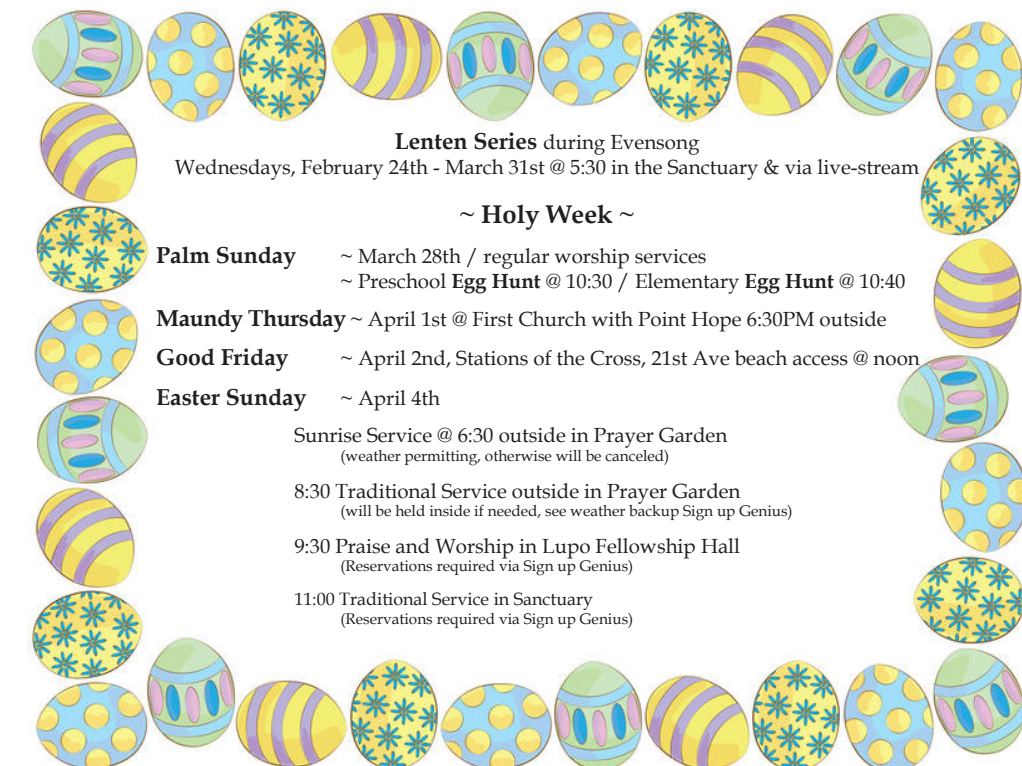 Lenten Series during Evensong
Wednesdays, February 24th - March 31st @ 5:30 in the Sanctuary & via live-stream
~ Holy Week ~
Palm Sunday ~ March 28th / regular worship services
~ Preschool Egg Hunt @ 10:30 / Elementary Egg Hunt @ 10:40
Maundy Thursday ~ April 1st @ First Church with Point Hope 6:30PM outside
Good Friday ~ April 2nd, Stations of the Cross, 21st Ave beach access @ noon
Easter Sunday ~ April 4th
Sunrise Service @ 6:30 outside in Prayer Garden
(weather permitting, otherwise will be canceled)
8:30 Traditional Service outside in Prayer Garden
(will be held inside if needed, see weather backup Sign up Genius)
9:30 Praise and Worship in Lupo Fellowship Hall
(Reservations required via Sign up Genius)
11:00 Traditional Service in Sanctuary
(Reservations required via Sign up Genius)